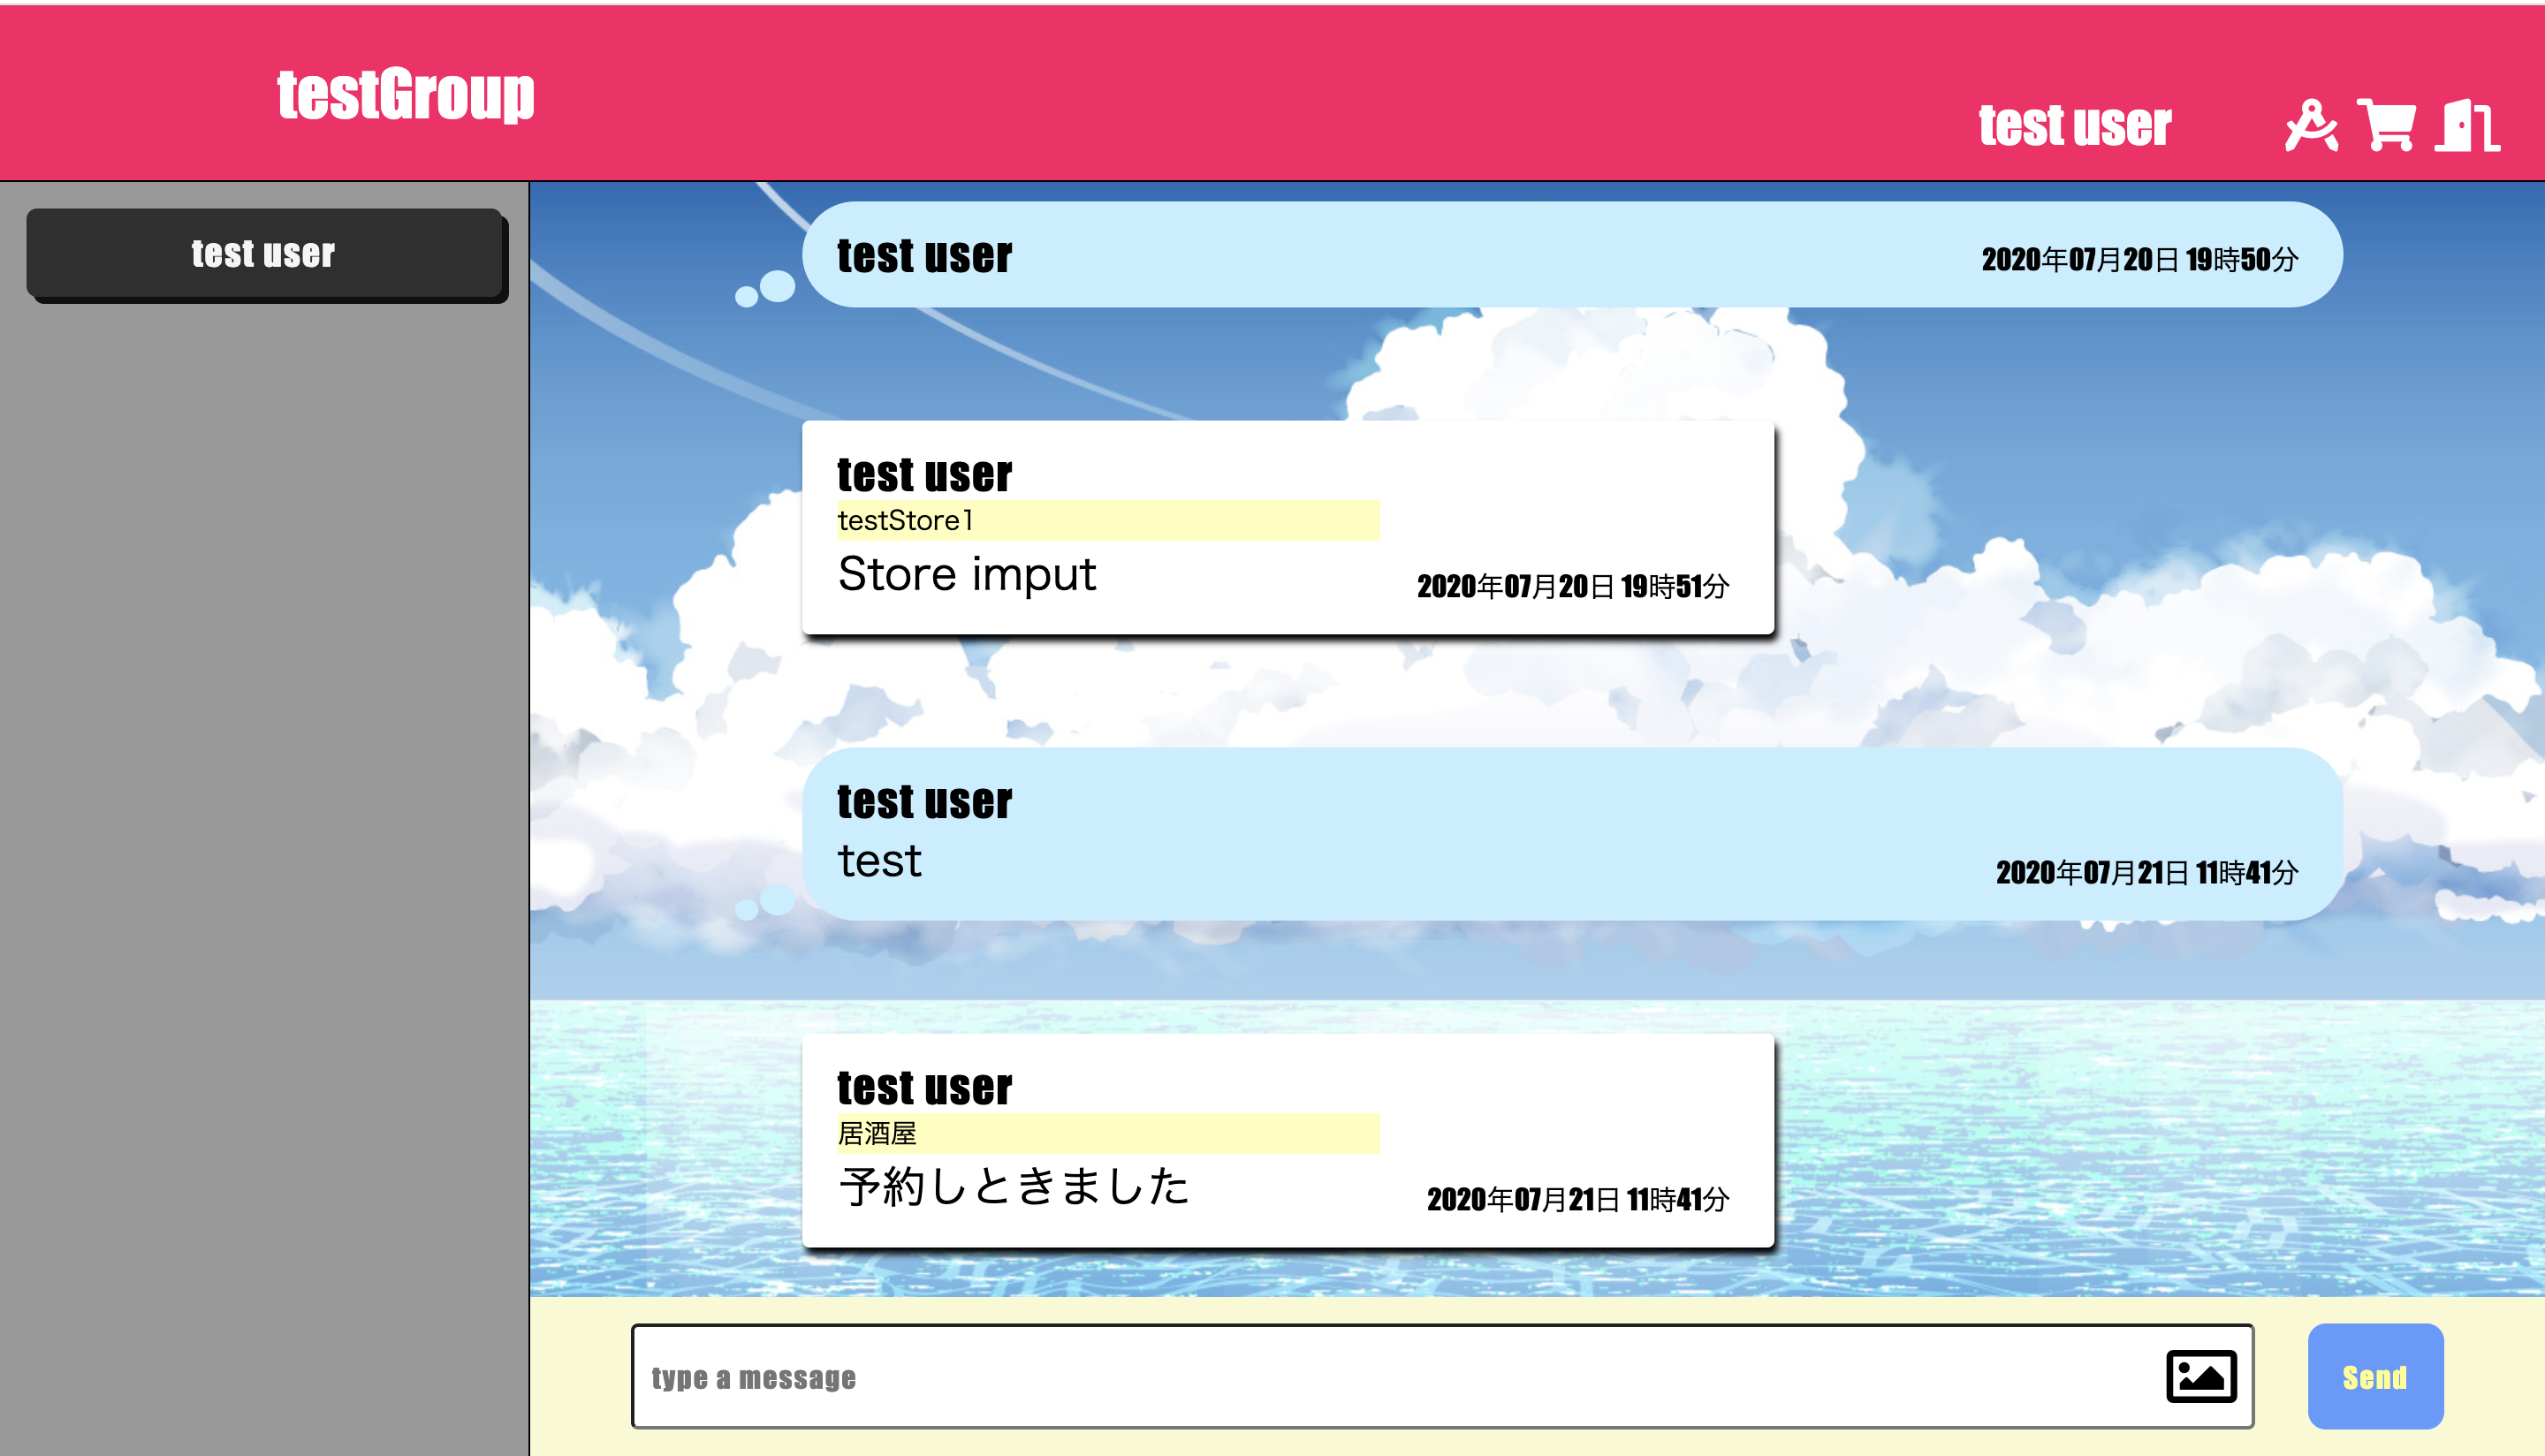 testGroup
test user
test user
test user
2020年07月20日 19時50分
test user
testStore1
Store imput
2020年07月20日 19時51分
test user
test
2020年07月21日 11時41分
test user
居酒屋
予約しときました
2020年07月21日 11時41分
type a message
Send